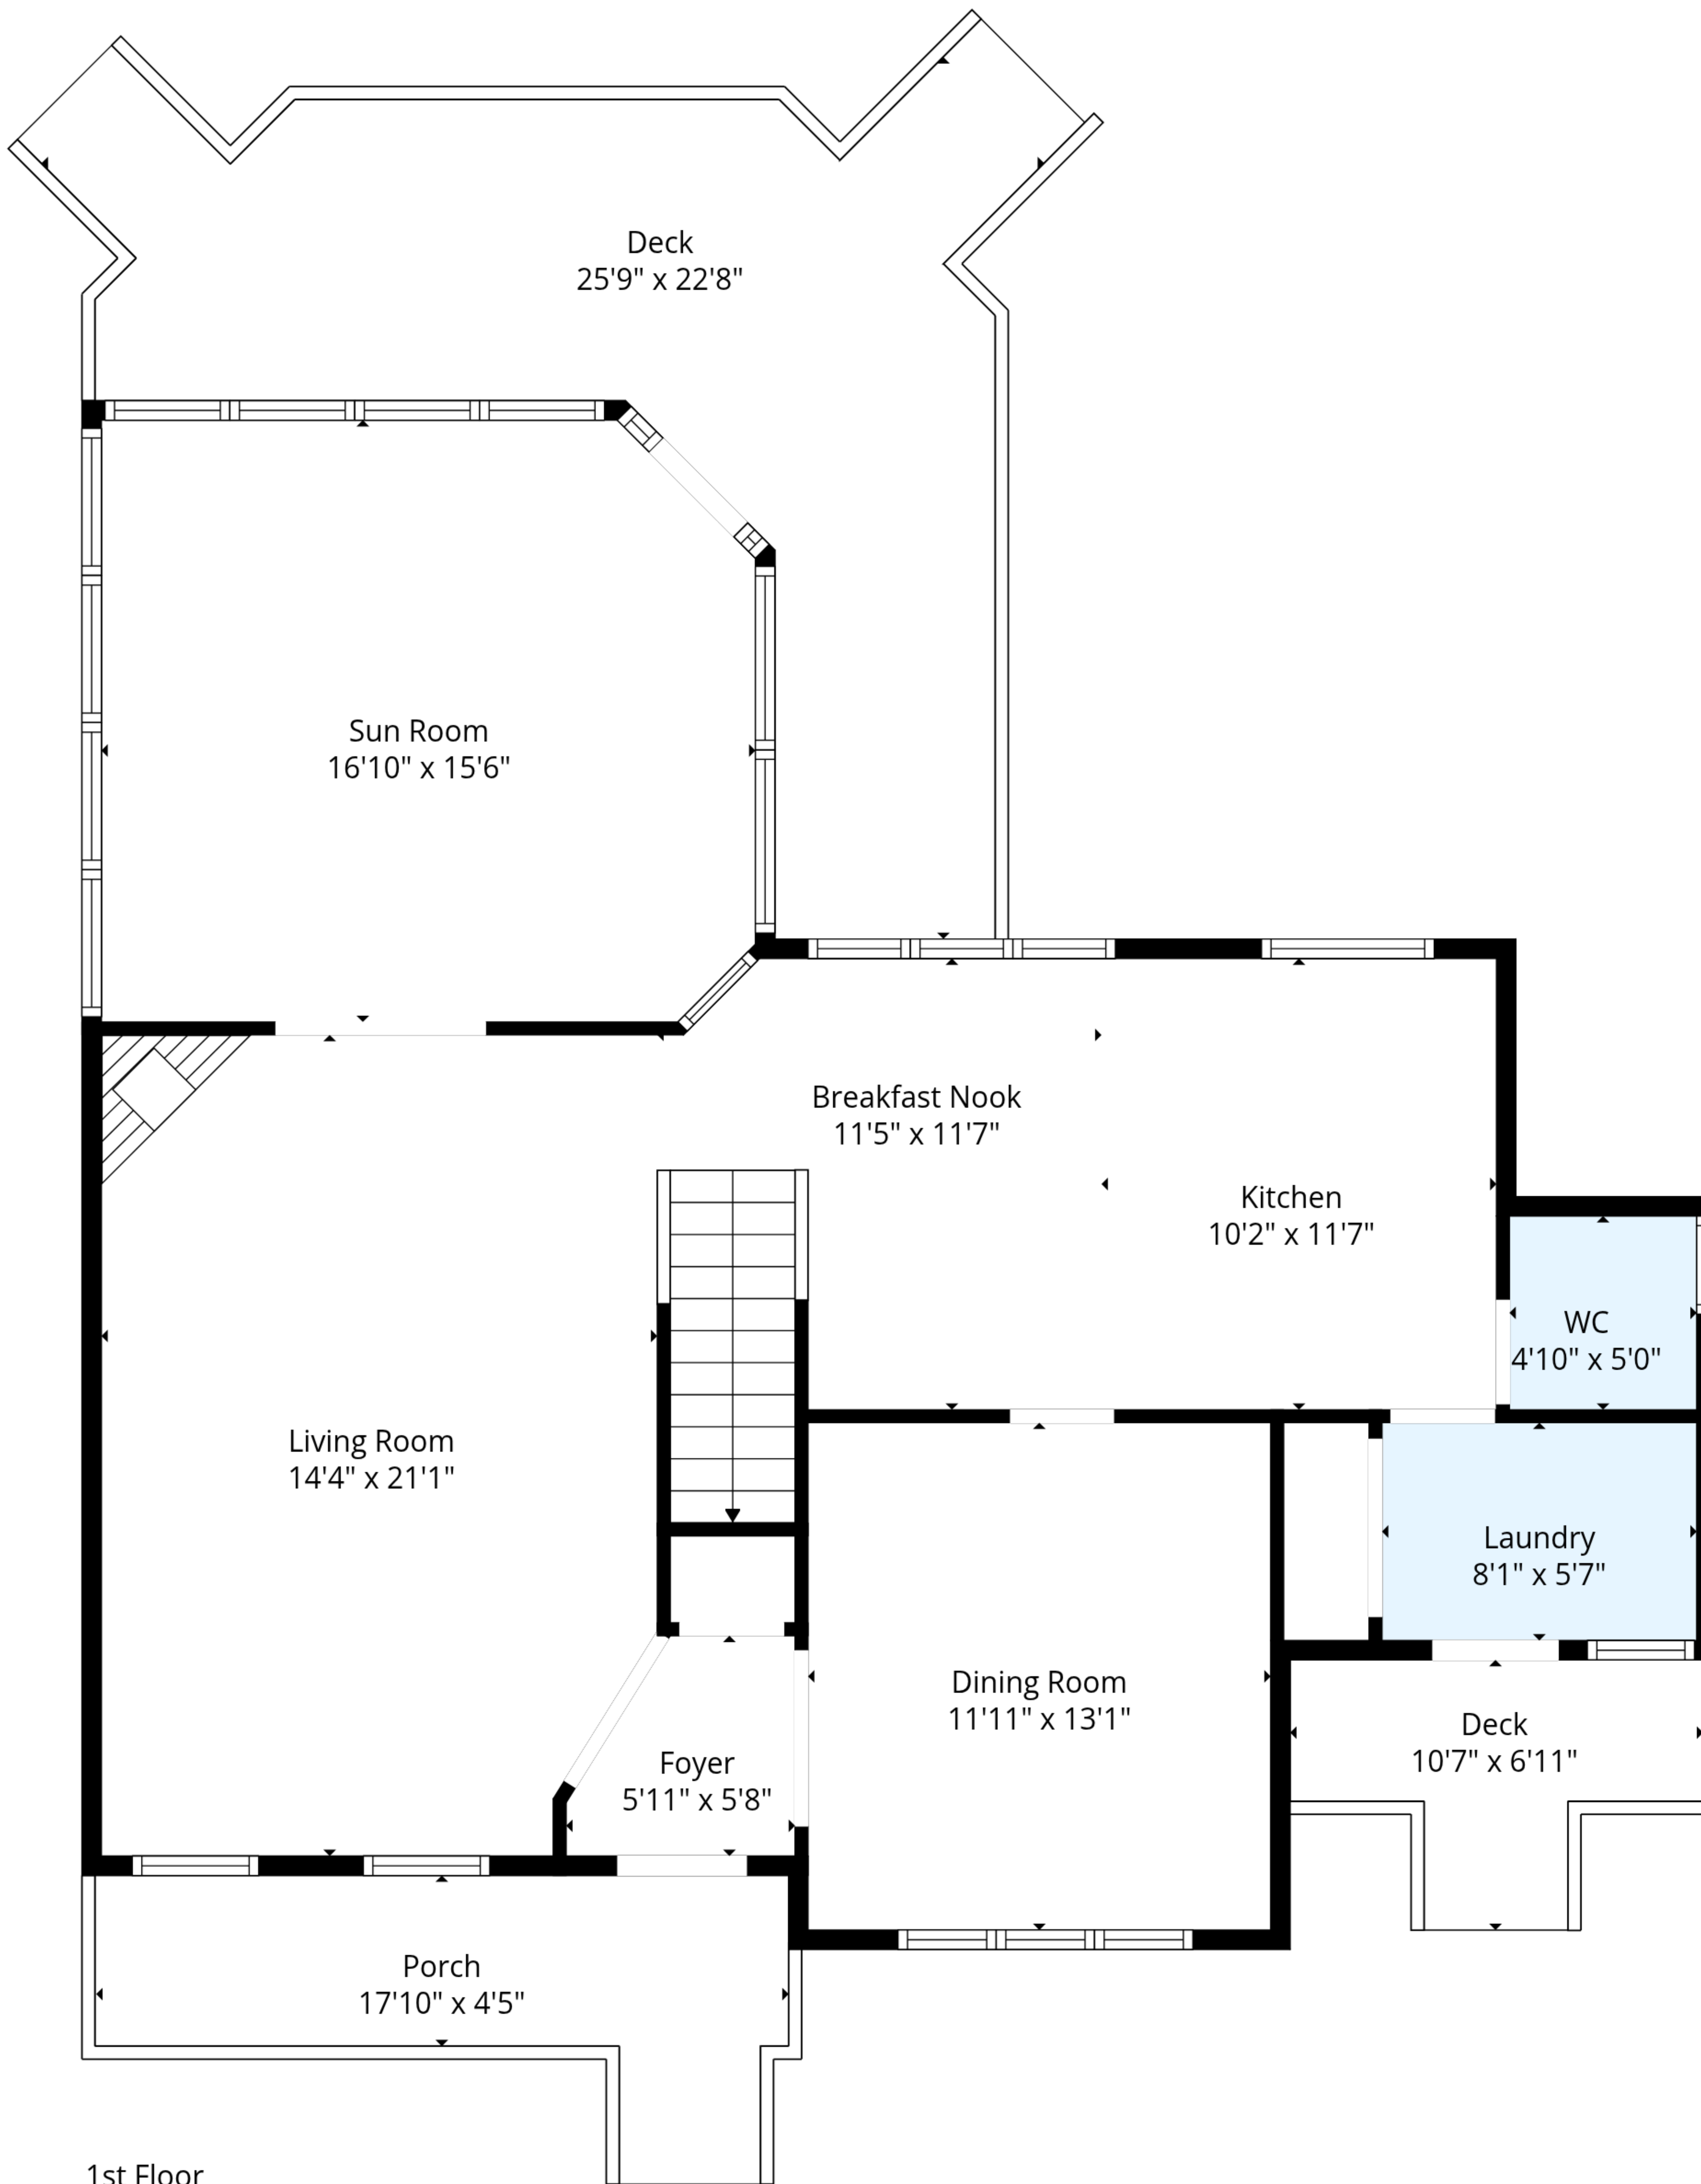 Deck
25'9" x 22'8"
Sun Room
16'10" x 15'6"
Breakfast Nook
11'5" x 11'7"
Kitchen
10'2" x 11'7"
WC
4'10" x 5'0"
Living Room
14'4" x 21'1"
Laundry
8'1" x 5'7"
Dining Room
11'11" x 13'1"
Deck
10'7" x 6'11"
Foyer
5'11" x 5'8"
Porch
17'10" x 4'5"
1st Floor